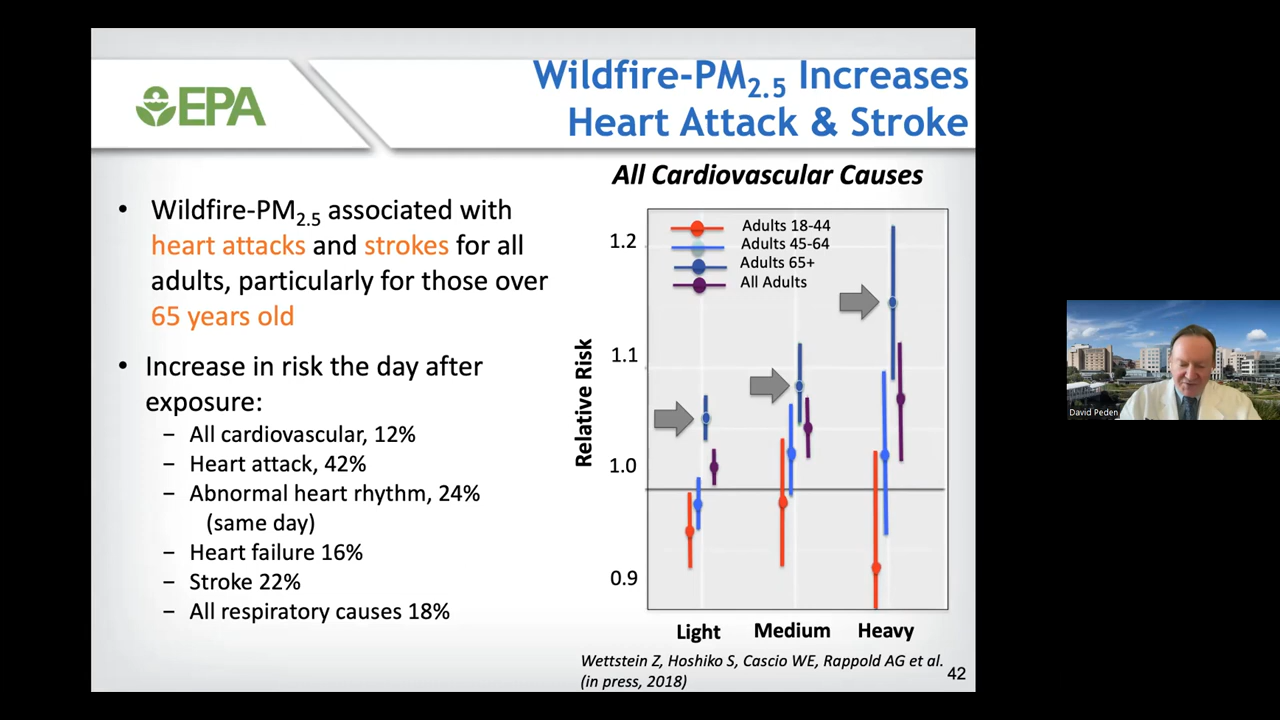 EPA
Wildfire-PM2.5 Increases
Heart Attack & Stroke
• Wildfire-PM2.5 associated with
heart attacks and strokes for all
adults, particularly for those over
65 years old
• Increase in risk the day after
exposure:
– All cardiovascular, 12%
– Heart attack, 42%
– Abnormal heart rhythm, 24%
(same day)
– Heart failure 16%
– Stroke 22%
– All respiratory causes 18%
All Cardiovascular Causes
Adults 18-44
Adults 45-64
Adults 65+
All Adults
Relative Risk
1.2
1.1
1.0
0.9
Light Medium Heavy
Wettstein Z, Hoshiko S, Cascio WE, Rappold AG et al.
(in press, 2018)
42
David Peden